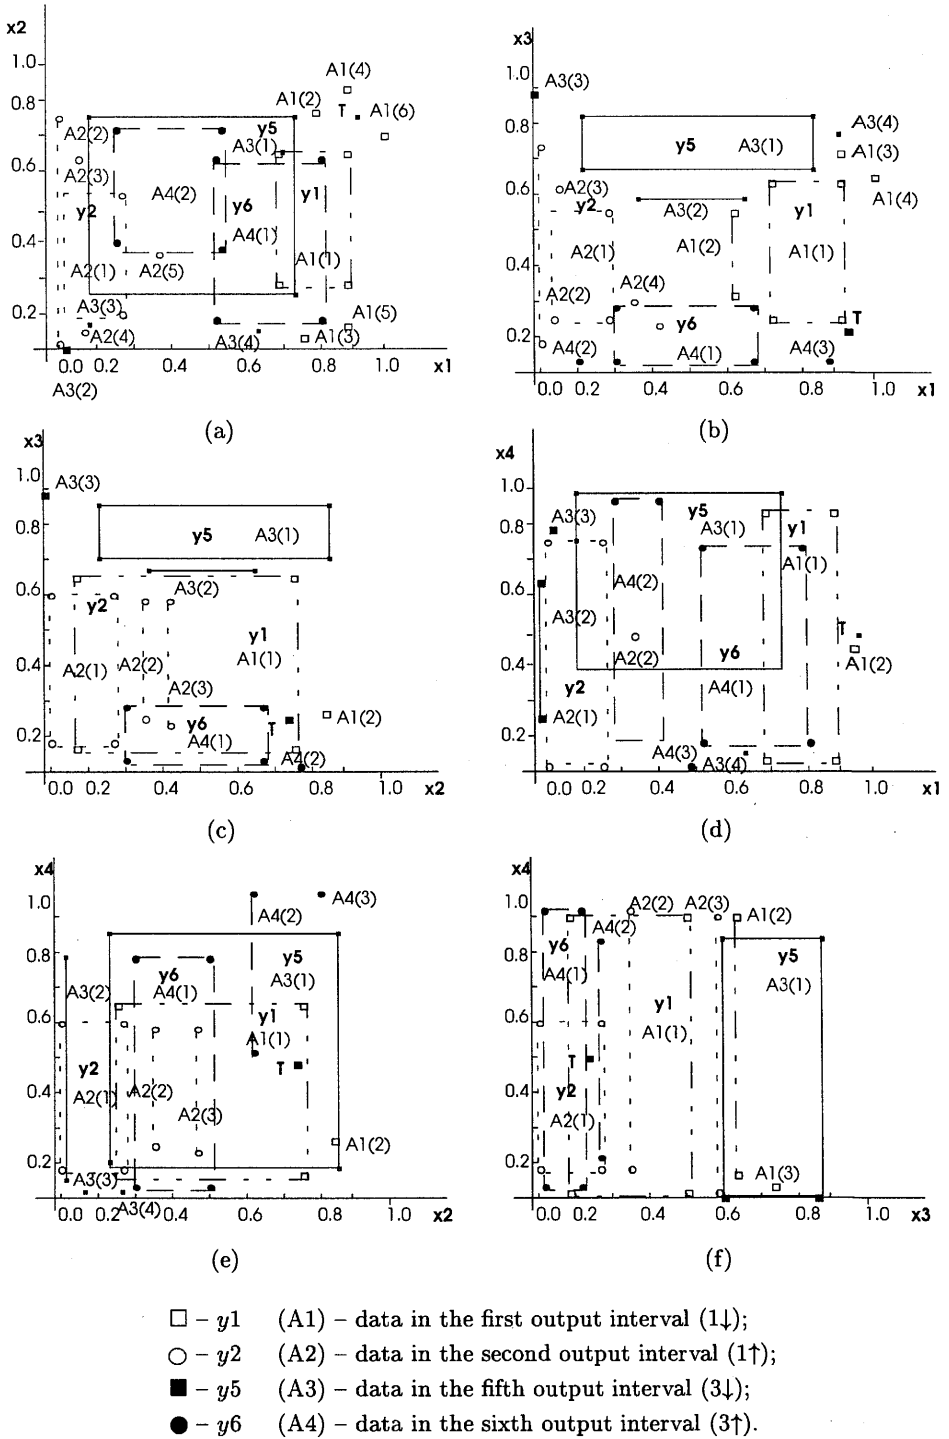 x2
1.0
0.8
0.6
0.4
0.2
0.0 0.2 0.4 0.6 0.8 1.0 x1
A1(4)
A1(2) T A1(6)
y5
A2(2) A3(1)
A2(3) A4(2) y1
y2 y6
A4(1)
A2(1) A2(5) A1(1)
A3(3) A1(5)
A2(4) A3(4) A1(3)
A3(2)
(a)
x3
1.0
0.8
0.6
0.4
0.2
0.0 0.2 0.4 0.6 0.8 1.0 x1
A3(3)
A3(4)
y5 A3(1) A1(3)
A2(3) A1(4)
y2 A3(2) y1
A2(1) A1(2) A1(1)
A2(2) A2(4)
y6 T
A4(2) A4(1) A4(3)
(b)
x3
1.0
0.8
0.6
0.4
0.2
0.0 0.2 0.4 0.6 0.8 1.0 x2
A3(3)
y5 A3(1)
A3(2)
y2
y1
A2(1) A2(2) A1(1)
A2(3)
y6 T A1(2)
A4(1)
A4(2)
(c)
x4
1.0
0.8
0.6
0.4
0.2
0.0 0.2 0.4 0.6 0.8 1.0 x1
A3(3) y5
A3(1) y1
A4(2) A1(1)
A3(2)
T
A2(2) y6 A1(2)
y2 A4(1)
A2(1)
A4(3)
A3(4)
(d)
x4
1.0
0.8
0.6
0.4
0.2
0.0 0.2 0.4 0.6 0.8 1.0 x2
A4(3)
A4(2)
y6 y5
A3(2) A4(1) A3(1)
y1
A1(1)
y2 T
A2(1) A2(2)
A2(3)
A1(2)
A3(3)
A3(4)
(e)
x4
1.0
0.8
0.6
0.4
0.2
0.0 0.2 0.4 0.6 0.8 1.0 x3
A2(2) A2(3) A1(2)
A4(2)
y6 y5
A4(1) A3(1)
y1
A1(1)
T
y2
A2(1)
A1(3)
(f)
□ – y1 (A1) – data in the first output interval (1↓);
○ – y2 (A2) – data in the second output interval (1↑);
■ – y5 (A3) – data in the fifth output interval (3↓);
● – y6 (A4) – data in the sixth output interval (3↑).